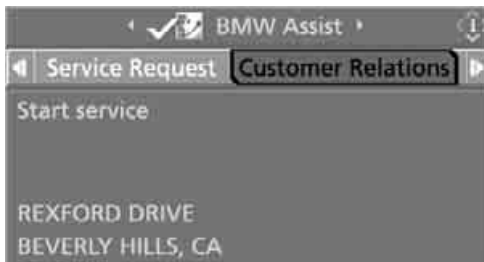 BMW Assist
Service Request Customer Relations
Start service
REXFORD DRIVE
BEVERLY HILLS, CA